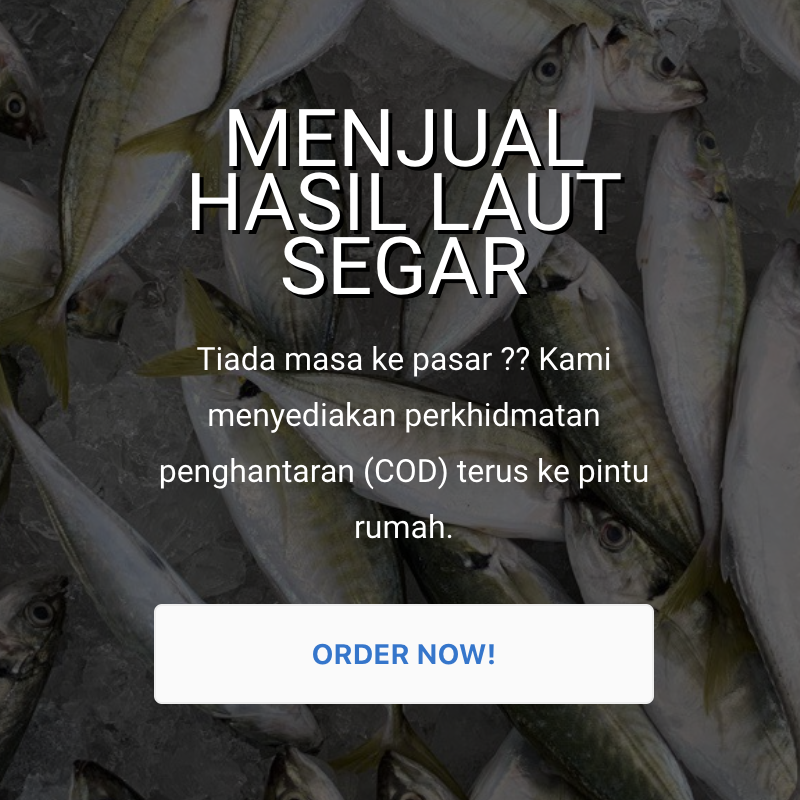 MENJUAL
HASIL LAUT
SEGAR
Tiada masa ke pasar ?? Kami
menyediakan perkhidmatan
penghantaran (COD) terus ke pintu
rumah.
ORDER NOW!